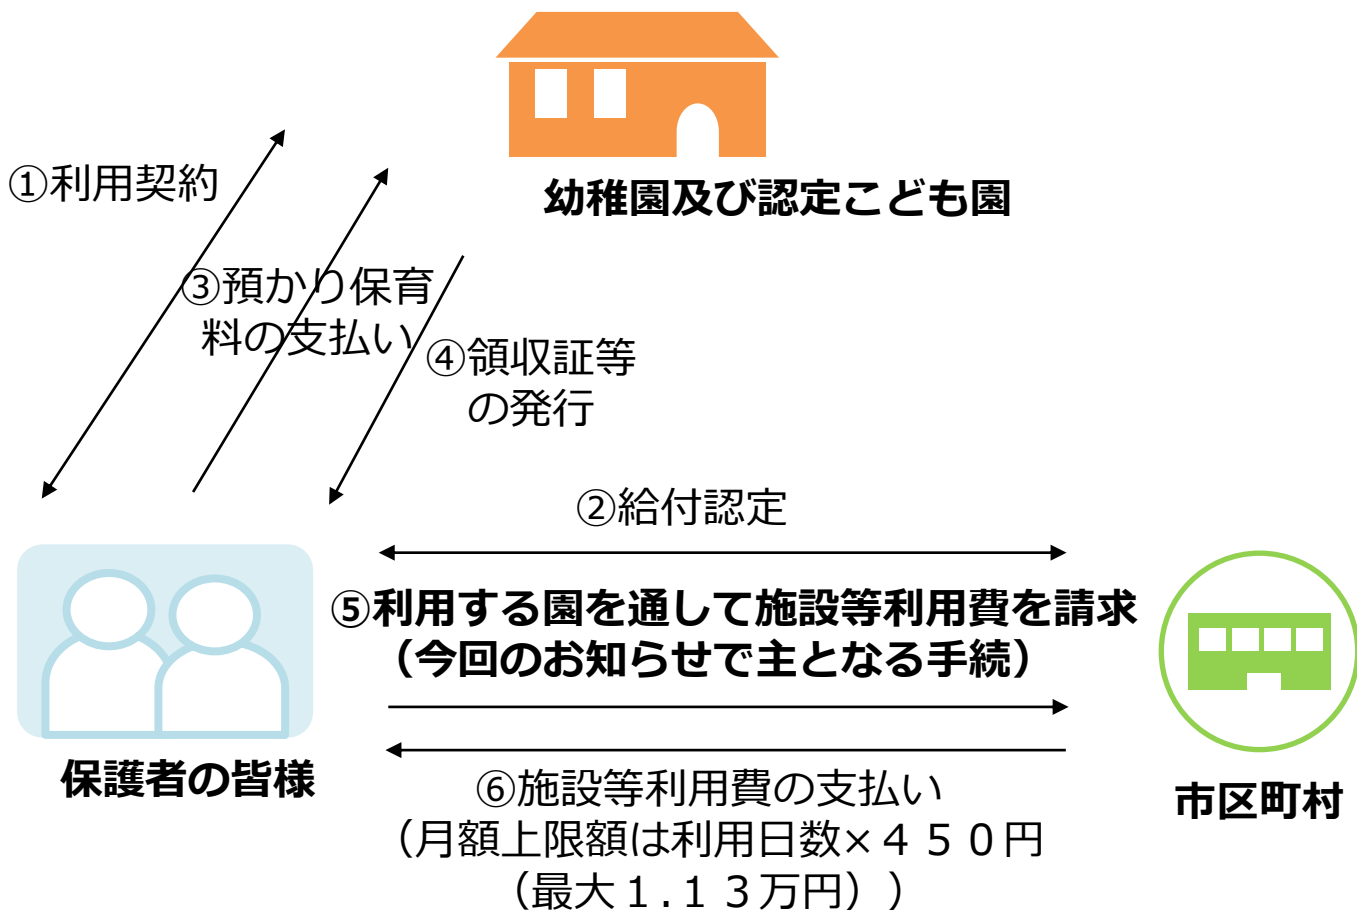 ①利用契約
幼稚園及び認定こども園
③預かり保育
料の支払い
④領収証等
の発行
②給付認定
⑤利用する園を通して施設等利用費を請求
（今回のお知らせで主となる手続）
保護者の皆様
⑥施設等利用費の支払い
（月額上限額は利用日数×４５０円
（最大１.１３万円））
市区町村